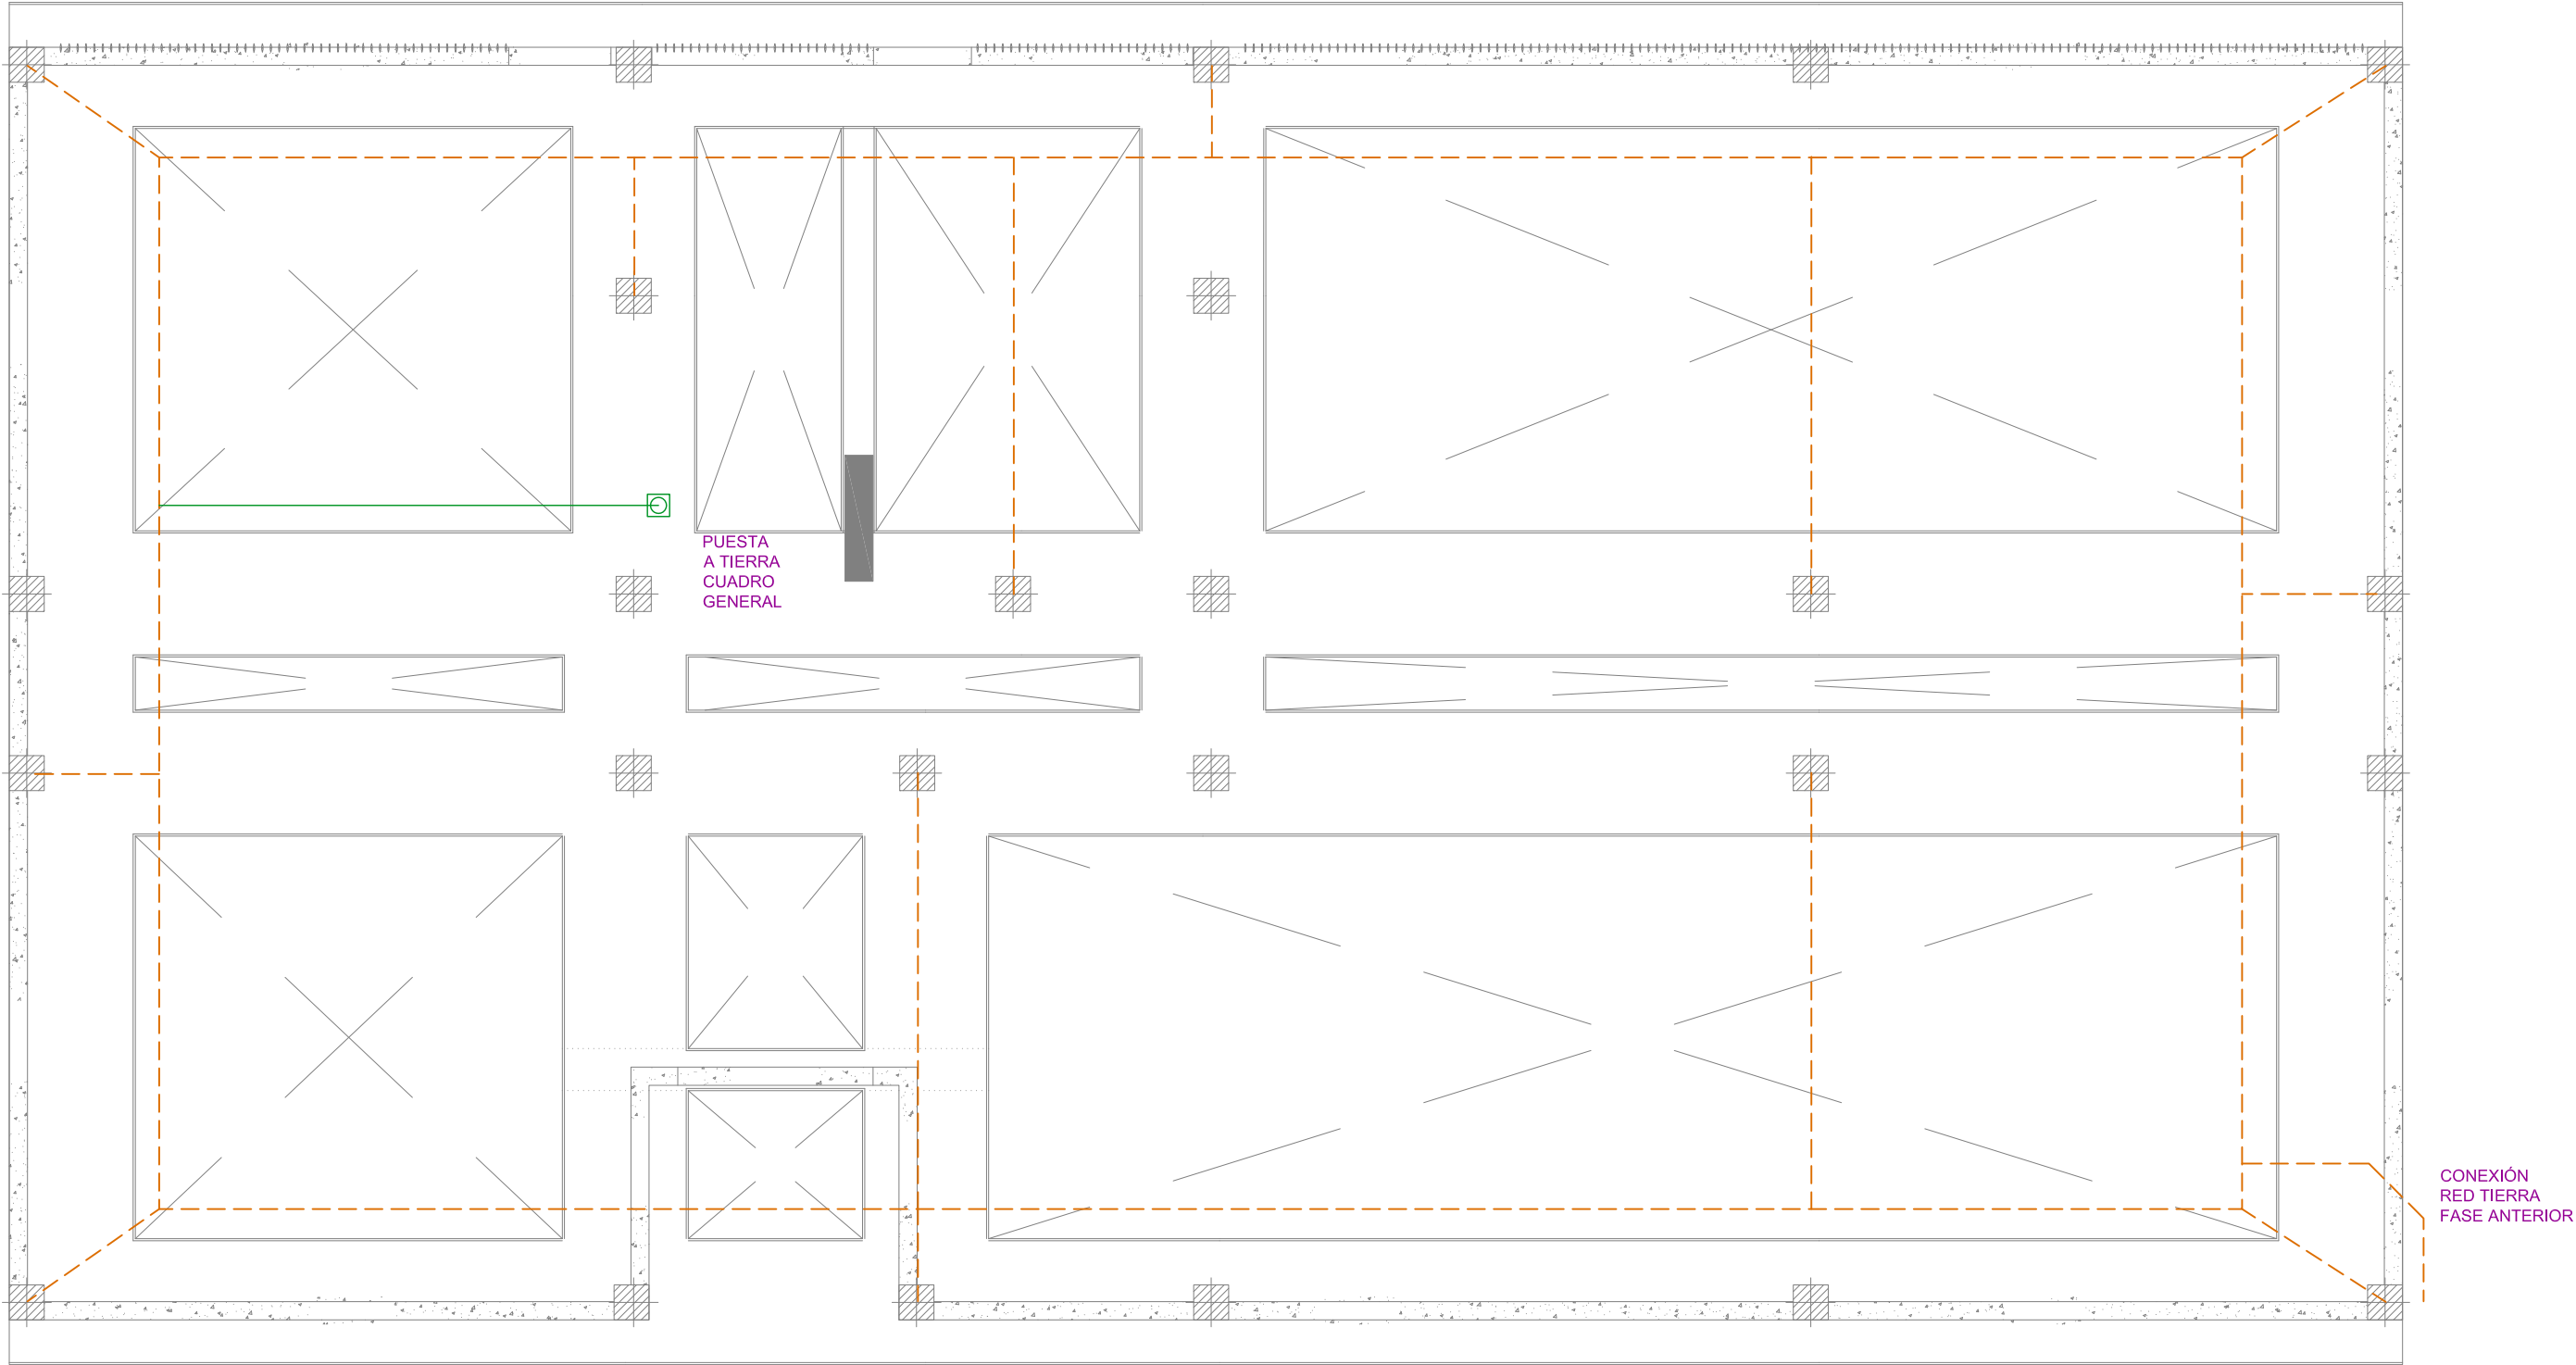 PUESTA
A TIERRA
CUADRO
GENERAL
CONEXIÓN
RED TIERRA
FASE ANTERIOR